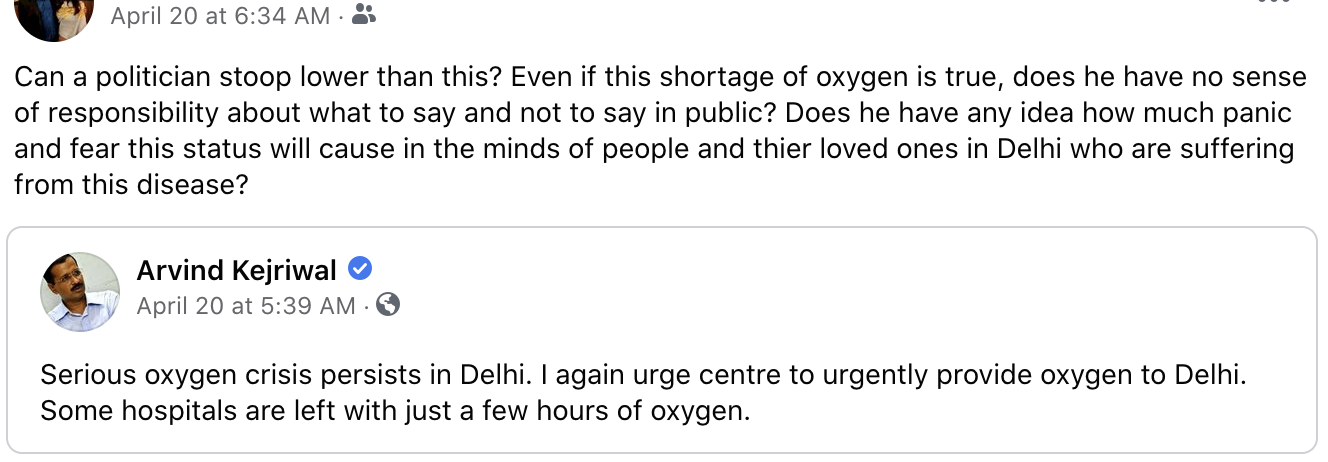 April 20 at 6:34 AM ·
Can a politician stoop lower than this? Even if this shortage of oxygen is true, does he have no sense
of responsibility about what to say and not to say in public? Does he have any idea how much panic
and fear this status will cause in the minds of people and thier loved ones in Delhi who are suffering
from this disease?
Arvind Kejriwal
April 20 at 5:39 AM ·
Serious oxygen crisis persists in Delhi. I again urge centre to urgently provide oxygen to Delhi.
Some hospitals are left with just a few hours of oxygen.